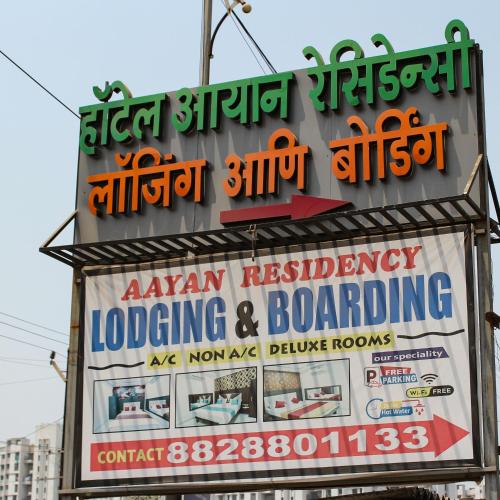 हॉटेल आयान रेसिडेन्सी
लॉजिंग आणि बोर्डिंग
AAYAN RESIDENCY
LODGING & BOARDING
A/C NON A/C DELUXE ROOMS
our speciality
P FREE PARKING
Wi-Fi FREE
Hot Water
CONTACT 8828801133